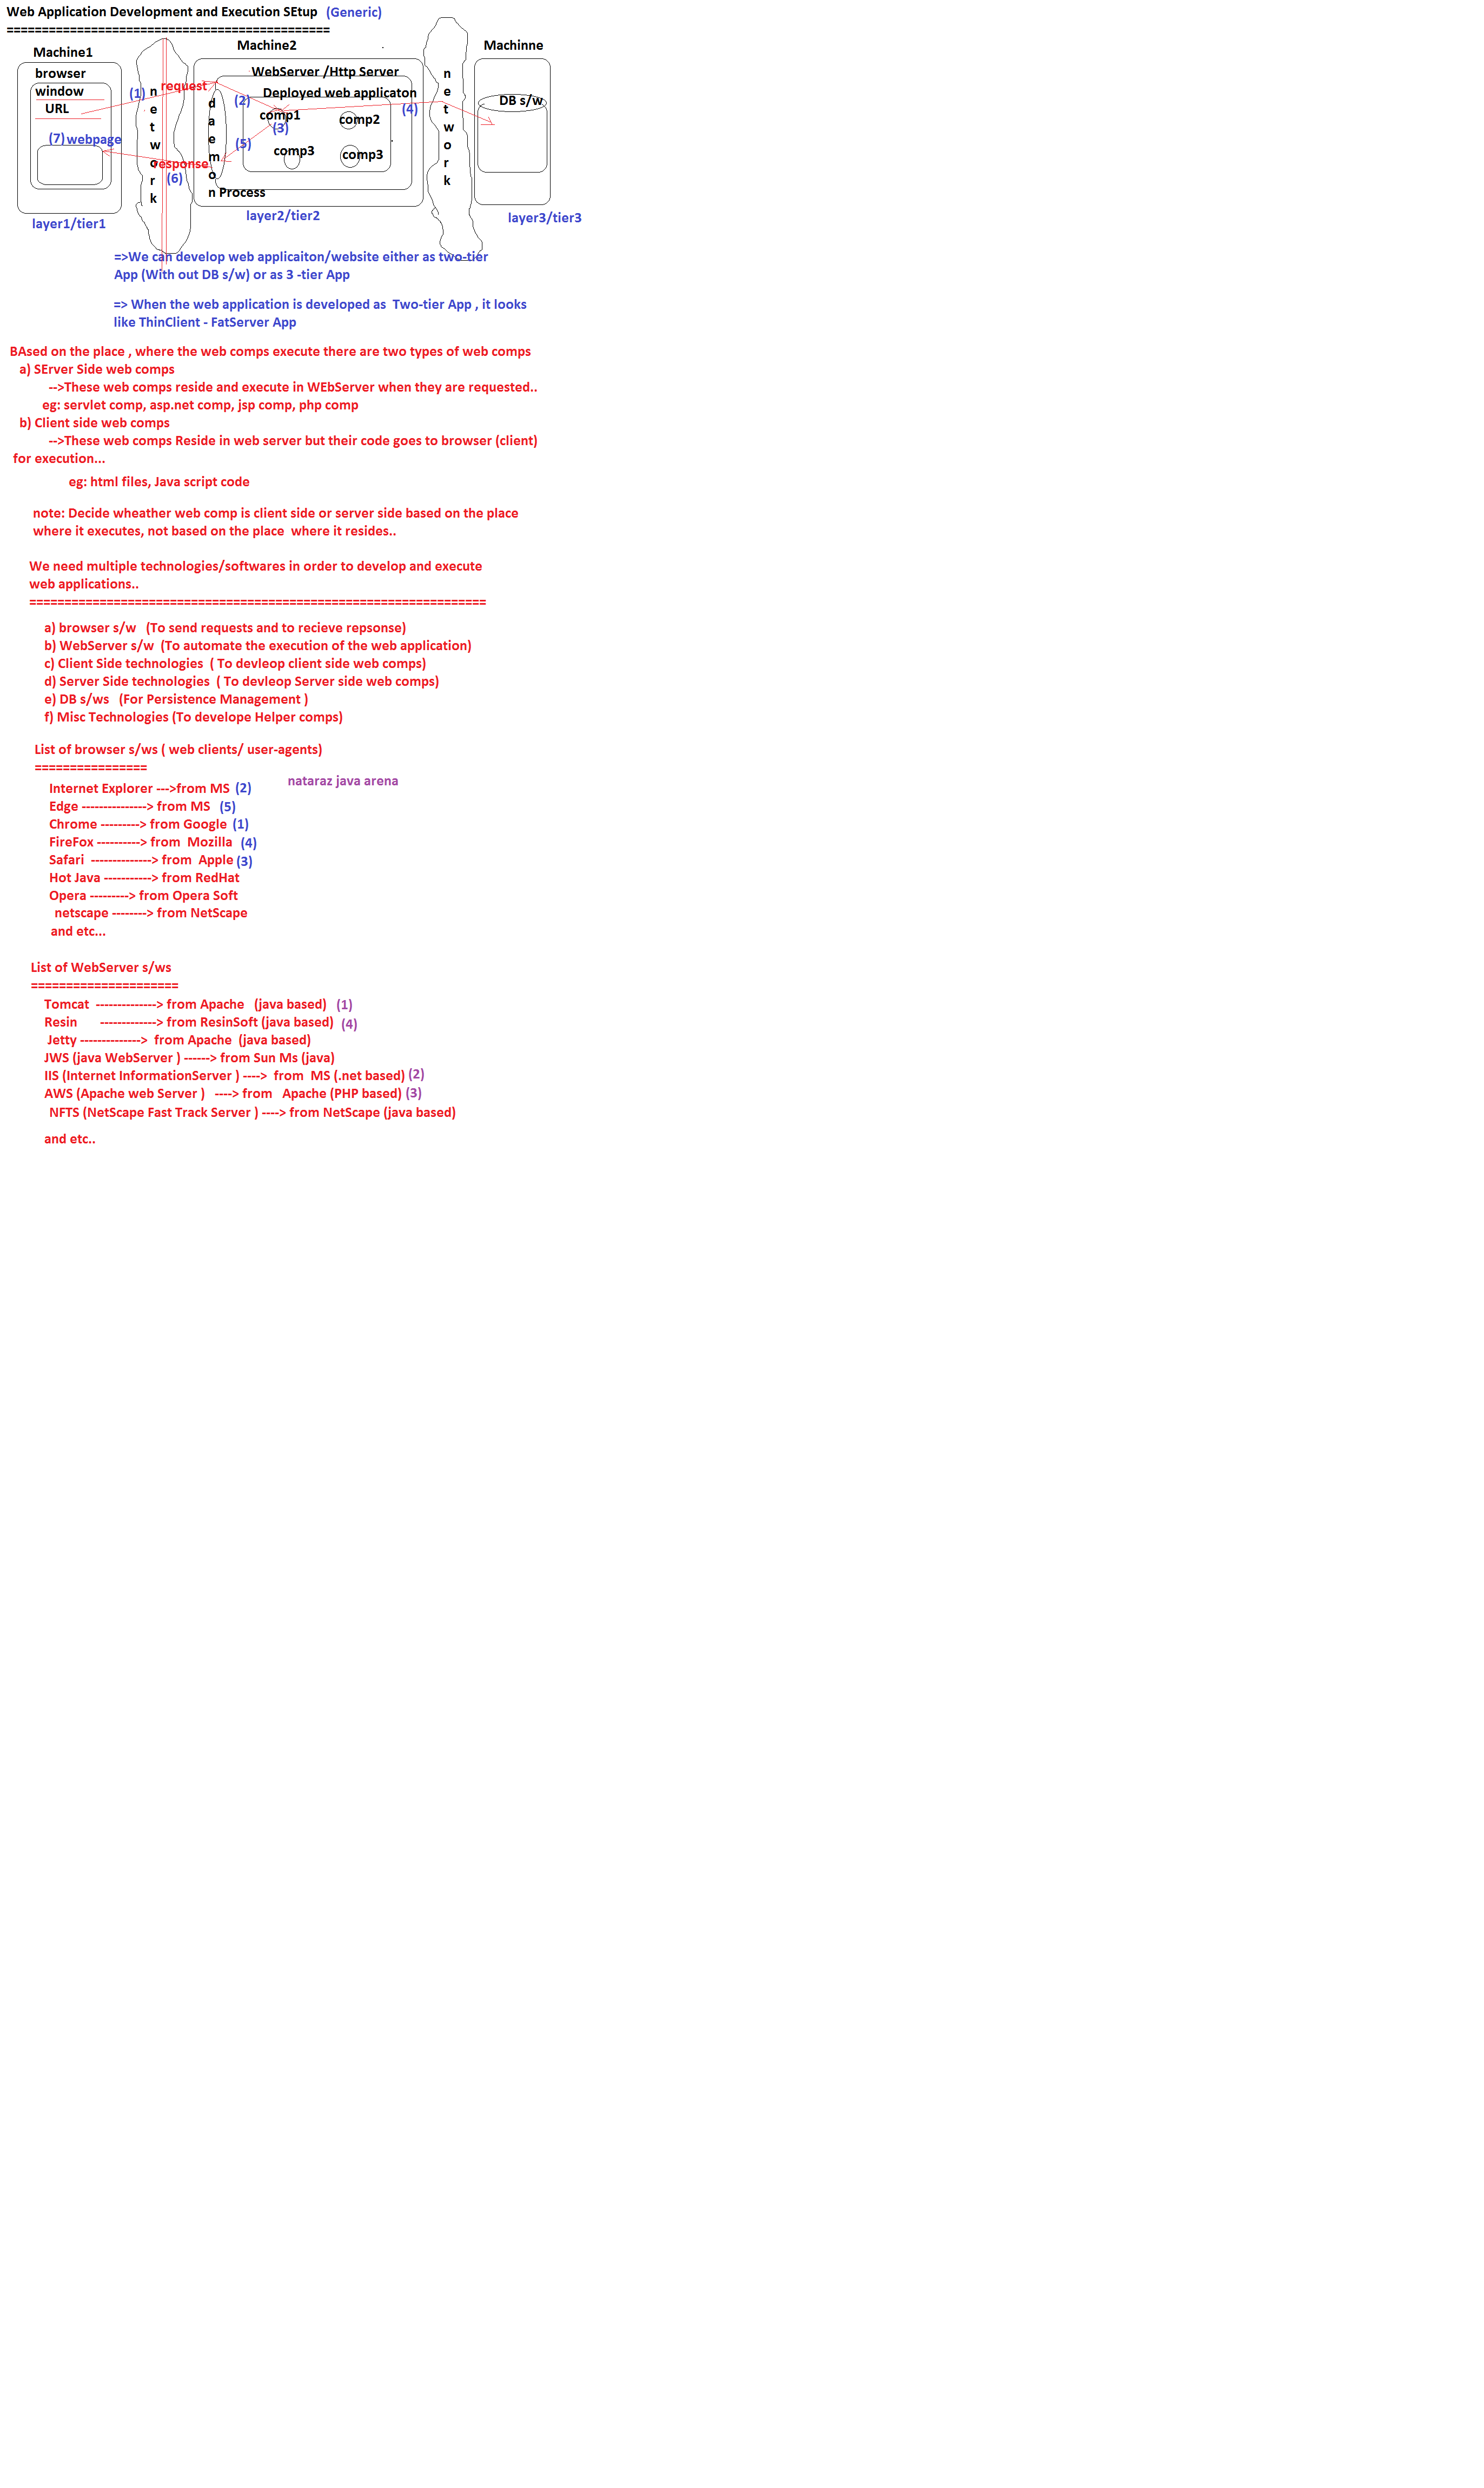 Web Application Development and Execution SEtup (Generic)
==============================================
Machine1
Machine2
Machinne
browser
window
URL
(7) webpage
layer1/tier1
(1)
request
network
response
(6)
WebServer /Http Server
Deployed web applicaton
daemon Process
(2)
comp1
(3)
comp2
(4)
(5)
comp3
comp3
layer2/tier2
network
DB s/w
layer3/tier3
=>We can develop web applicaiton/website either as two-tier
App (With out DB s/w) or as 3 -tier App
=> When the web application is developed as Two-tier App , it looks
like ThinClient - FatServer App
BAsed on the place , where the web comps execute there are two types of web comps
a) SErver Side web comps
-->These web comps reside and execute in WEbServer when they are requested..
eg: servlet comp, asp.net comp, jsp comp, php comp
b) Client side web comps
-->These web comps Reside in web server but their code goes to browser (client)
for execution...
eg: html files, Java script code
note: Decide wheather web comp is client side or server side based on the place
where it executes, not based on the place where it resides..
We need multiple technologies/softwares in order to develop and execute
web applications..
=================================================================
a) browser s/w (To send requests and to recieve repsonse)
b) WebServer s/w (To automate the execution of the web application)
c) Client Side technologies ( To devleop client side web comps)
d) Server Side technologies ( To devleop Server side web comps)
e) DB s/ws (For Persistence Management )
f) Misc Technologies (To develope Helper comps)
List of browser s/ws ( web clients/ user-agents)
================
nataraz java arena
Internet Explorer --->from MS (2)
Edge ---------------> from MS (5)
Chrome ---------> from Google (1)
FireFox ----------> from Mozilla (4)
Safari --------------> from Apple (3)
Hot Java -----------> from RedHat
Opera ---------> from Opera Soft
netscape --------> from NetScape
and etc...
List of WebServer s/ws
=====================
Tomcat --------------> from Apache (java based) (1)
Resin -------------> from ResinSoft (java based) (4)
Jetty --------------> from Apache (java based)
JWS (java WebServer ) ------> from Sun Ms (java)
IIS (Internet InformationServer ) ----> from MS (.net based) (2)
AWS (Apache web Server ) ----> from Apache (PHP based) (3)
NFTS (NetScape Fast Track Server ) ----> from NetScape (java based)
and etc..